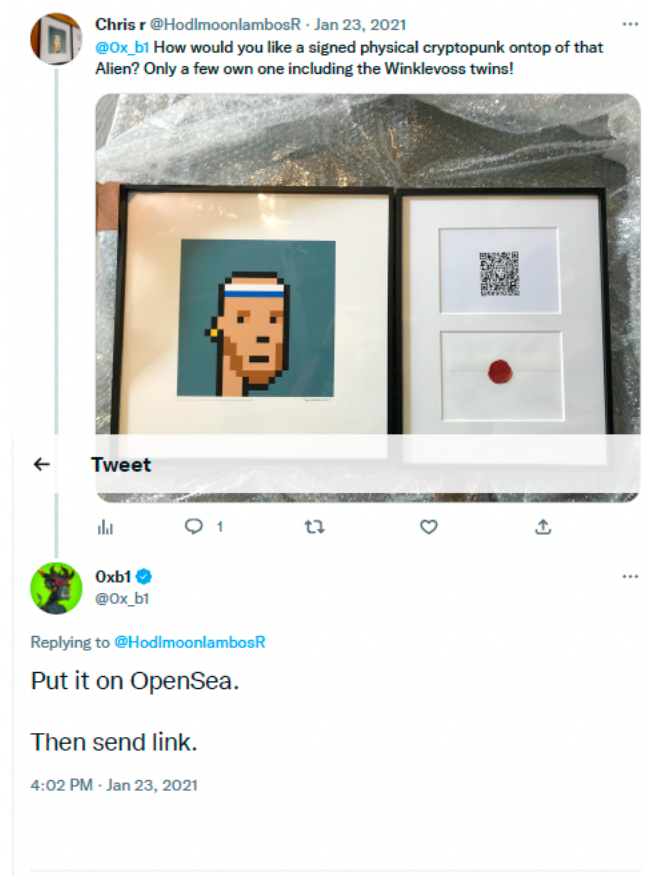 Chris r @HodlmoonlambosR · Jan 23, 2021
@0x_b1 How would you like a signed physical cryptopunk ontop of that
Alien? Only a few own one including the Winklevoss twins!
Tweet
1
0xb1
@0x_b1
Replying to @HodlmoonlambosR
Put it on OpenSea.
Then send link.
4:02 PM · Jan 23, 2021